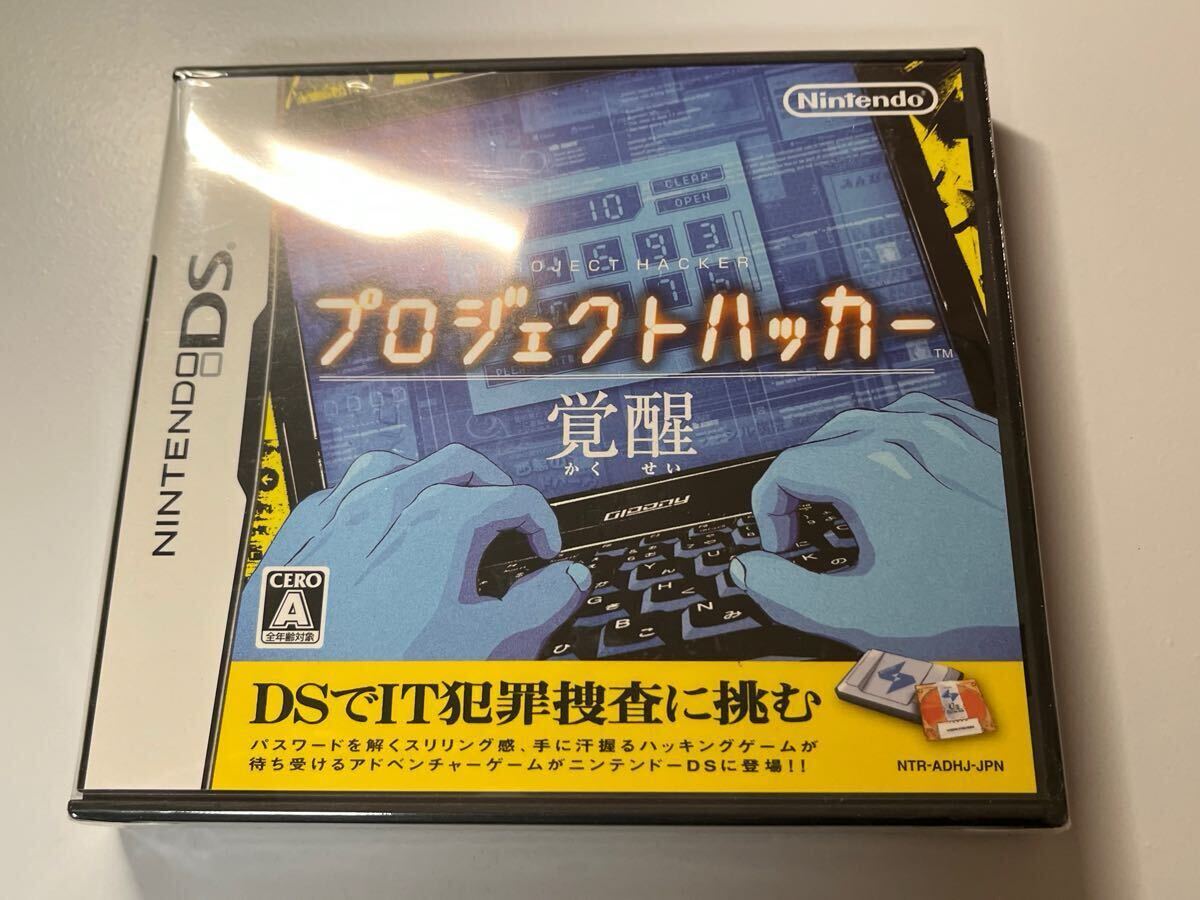 Nintendo
NINTENDO DS
CLEAR
10
OPEN
1693
PROJECT HACKER
プロジェクトハッカー™
覚醒
かくせい
Gloony
CERO
A
全年齢対象
DSでIT犯罪捜査に挑む
パスワードを解くスリリング感、手に汗握るハッキングゲームが
待ち受けるアドベンチャーゲームがニンテンドーDSに登場!!
NTR-ADHJ-JPN